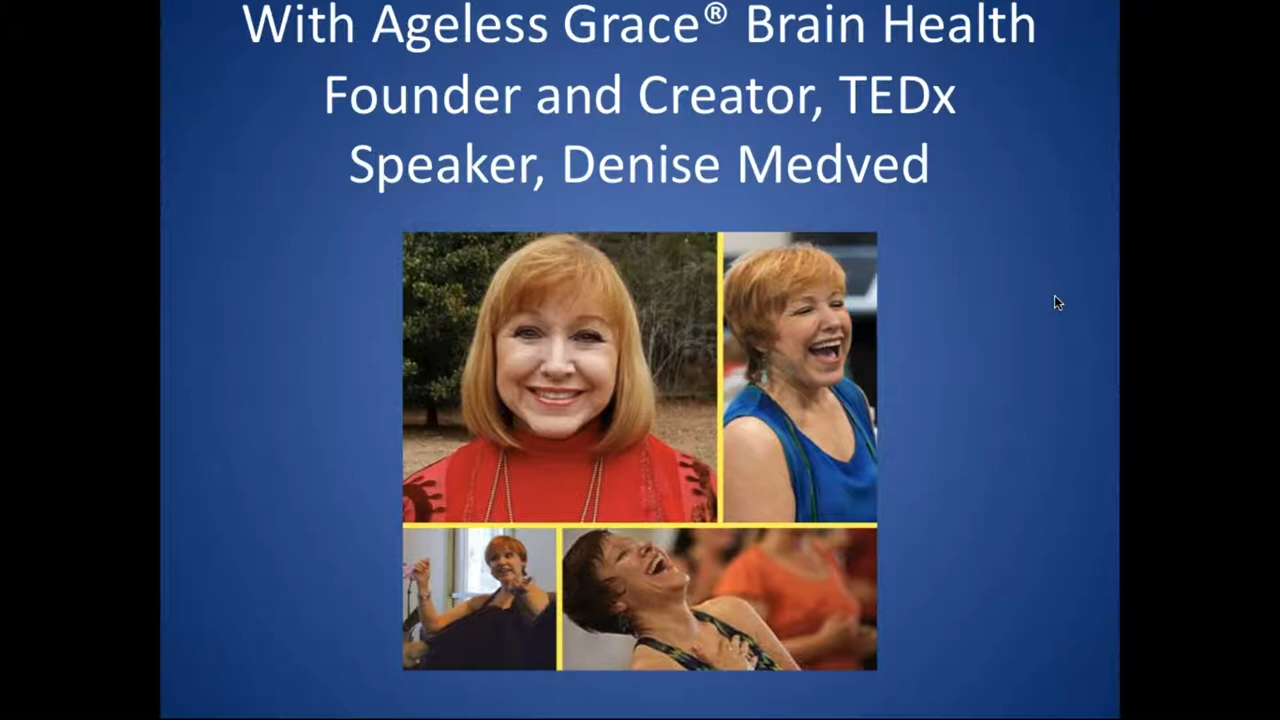 With Ageless Grace® Brain Health
Founder and Creator, TEDx
Speaker, Denise Medved